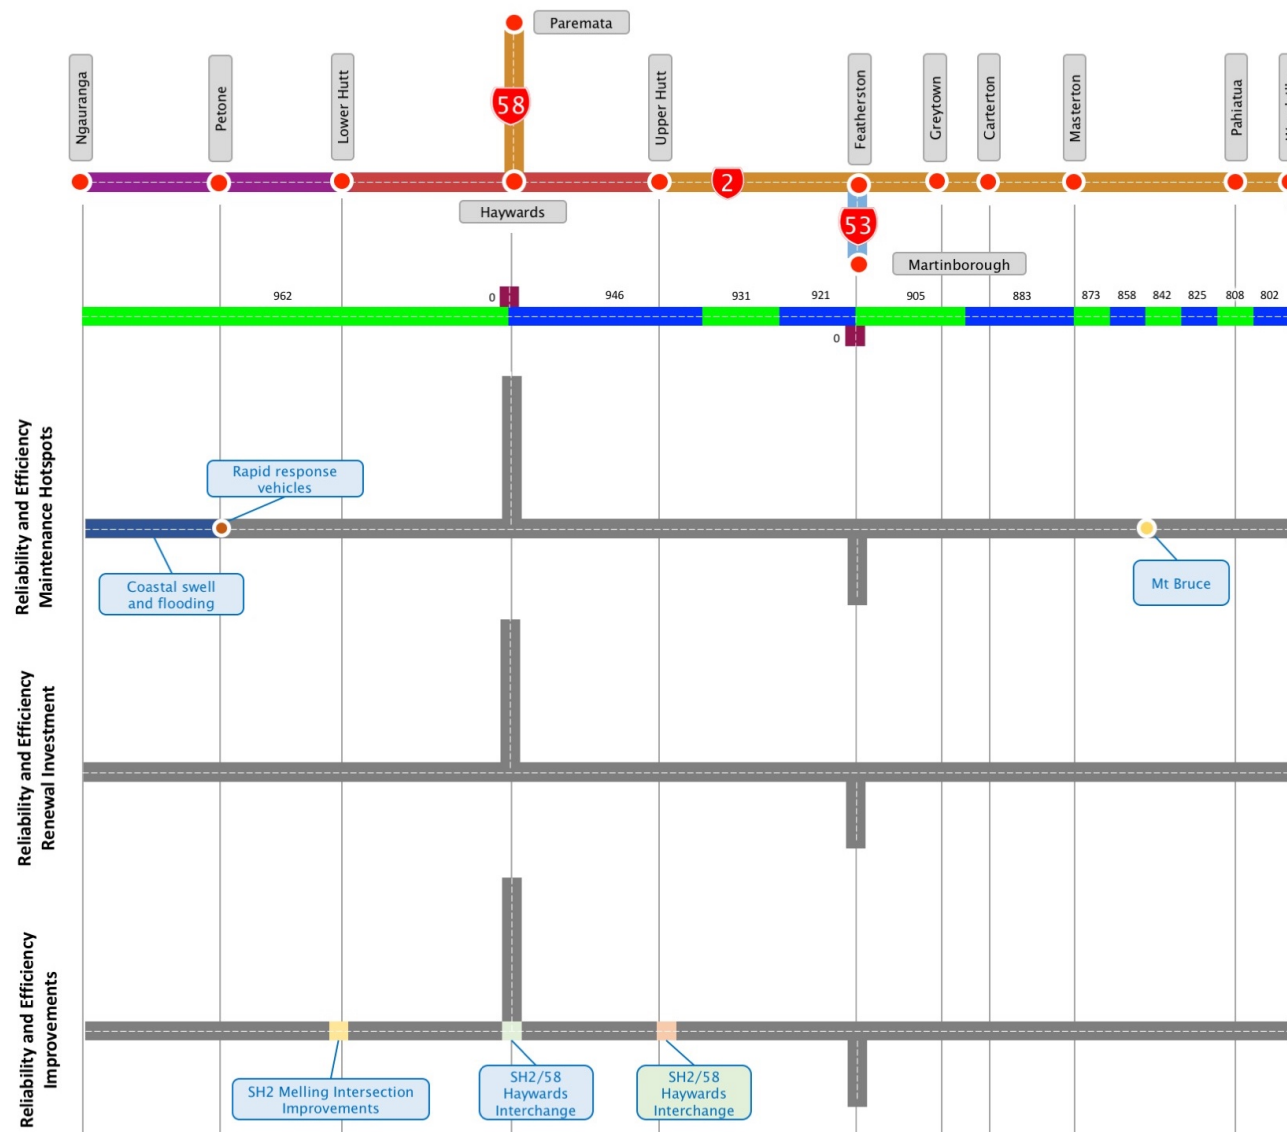 Paremata
Ngauranga
Petone
Lower Hutt
58
Upper Hutt
Featherston
Greytown
Carterton
Masterton
Pahiatua
2
Haywards
53
Martinborough
962
0
946
931
921
905
883
873
858
842
825
808
802
0
Reliability and Efficiency
Maintenance Hotspots
Rapid response
vehicles
Coastal swell
and flooding
Mt Bruce
Reliability and Efficiency
Renewal Investment
Reliability and Efficiency
Improvements
SH2 Melling Intersection
Improvements
SH2/58
Haywards
Interchange
SH2/58
Haywards
Interchange